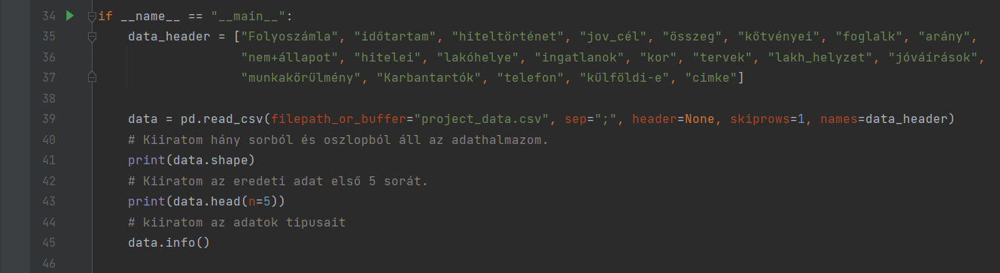 34 if __name__ == "__main__":
35     data_header = ["Folyoszámla", "időtartam", "hiteltörténet", "jov_cél", "összeg", "kötvényei", "foglalk", "arány",
36                    "nem+állapot", "hitelei", "lakóhelye", "ingatlanok", "kor", "tervek", "lakh_helyzet", "jóváírások",
37                    "munkakörülmény", "Karbantartók", "telefon", "külföldi-e", "cimke"]
38
39     data = pd.read_csv(filepath_or_buffer="project_data.csv", sep=";", header=None, skiprows=1, names=data_header)
40     # Kiiratom hány sorból és oszlopból áll az adathalmazom.
41     print(data.shape)
42     # Kiiratom az eredeti adat első 5 sorát.
43     print(data.head(n=5))
44     # kiiratom az adatok tipusait
45     data.info()
46